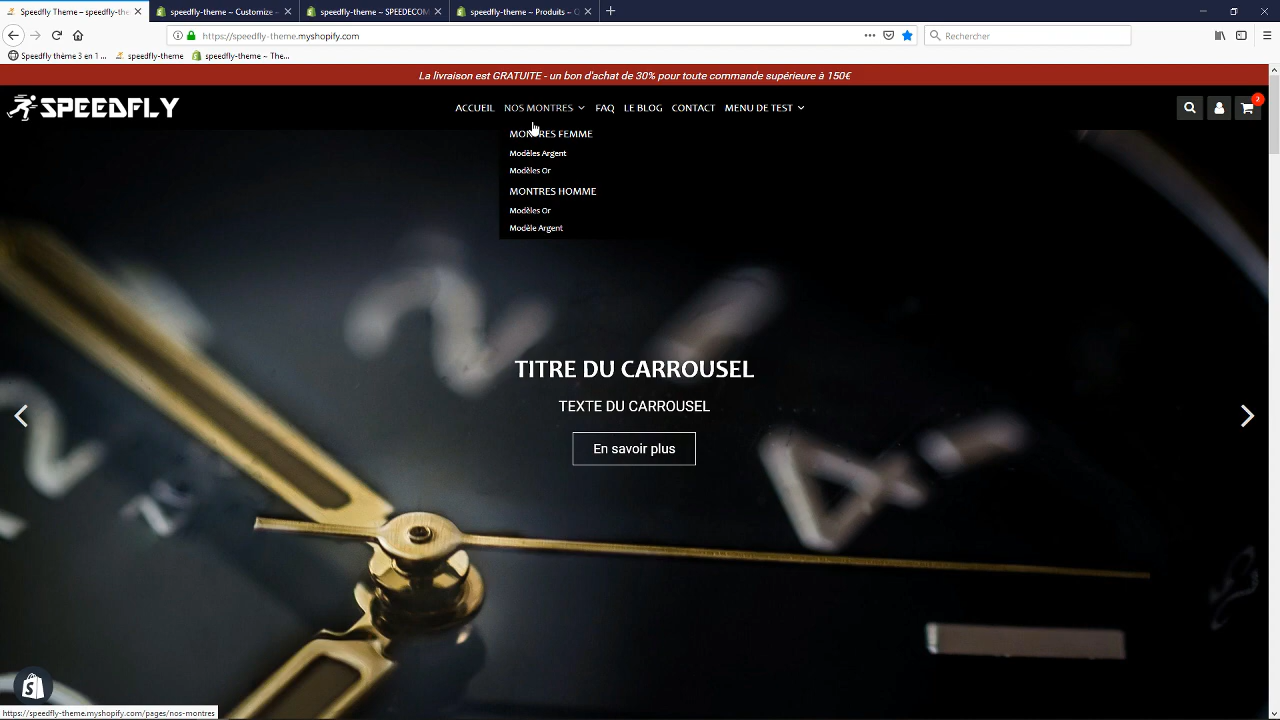 Speedfly Theme – speedfly-the
speedfly-theme ~ Customize ~
speedfly-theme ~ SPEEDECOM
speedfly-theme ~ Produits ~
https://speedfly-theme.myshopify.com
Rechercher
Speedfly thème 3 en 1 ...
speedfly-theme
speedfly-theme ~ The...
La livraison est GRATUITE - un bon d'achat de 30% pour toute commande supérieure à 150€
SPEEDFLY
ACCUEIL NOS MONTRES FAQ LE BLOG CONTACT MENU DE TEST
2
MONTRES FEMME
Modèles Argent
Modèles Or
MONTRES HOMME
Modèles Or
Modèle Argent
TITRE DU CARROUSEL
TEXTE DU CARROUSEL
En savoir plus
https://speedfly-theme.myshopify.com/pages/nos-montres